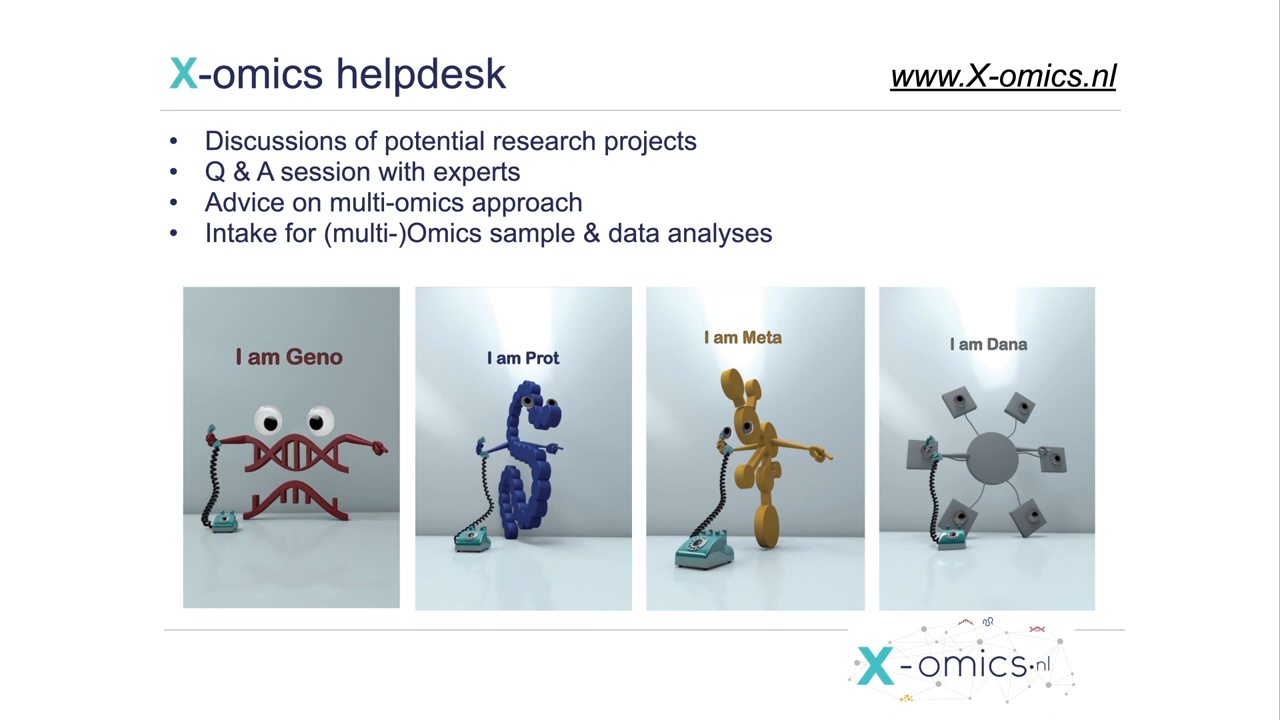 X-omics helpdesk
www.X-omics.nl
• Discussions of potential research projects
• Q & A session with experts
• Advice on multi-omics approach
• Intake for (multi-)Omics sample & data analyses
I am Geno
I am Prot
I am Meta
I am Dana
X-omics.nl